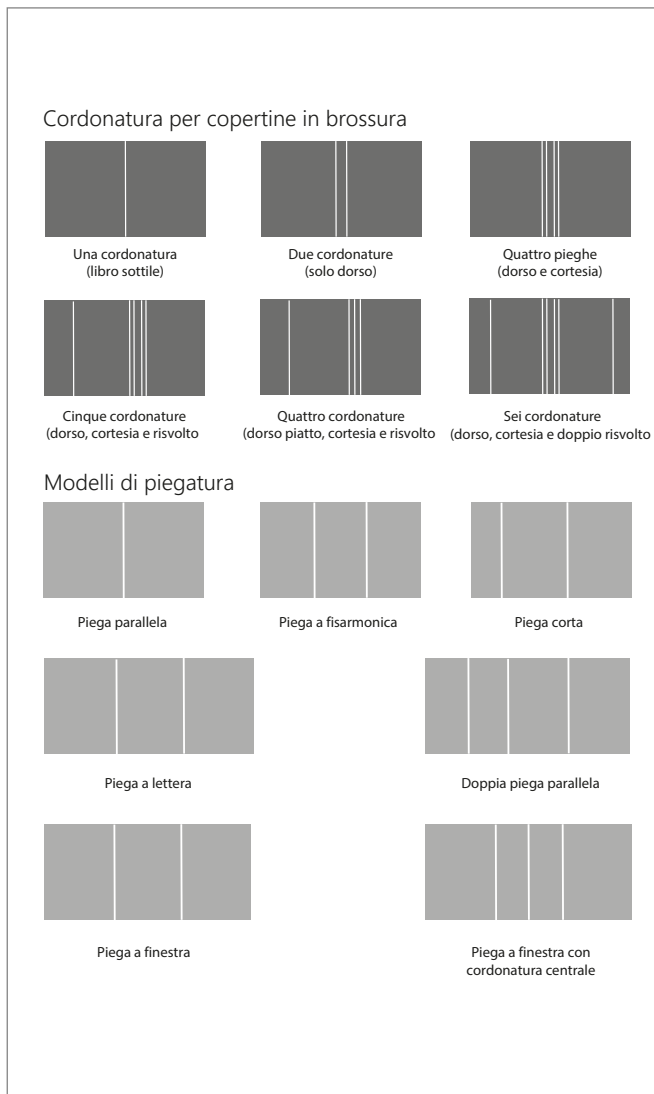 Cordonatura per copertine in brossura
Una cordonatura
(libro sottile)
Due cordonature
(solo dorso)
Quattro pieghe
(dorso e cortesia)
Cinque cordonature
(dorso, cortesia e risvolto
Quattro cordonature
(dorso piatto, cortesia e risvolto
Sei cordonature
(dorso, cortesia e doppio risvolto
Modelli di piegatura
Piega parallela
Piega a fisarmonica
Piega corta
Piega a lettera
Doppia piega parallela
Piega a finestra
Piega a finestra con
cordonatura centrale